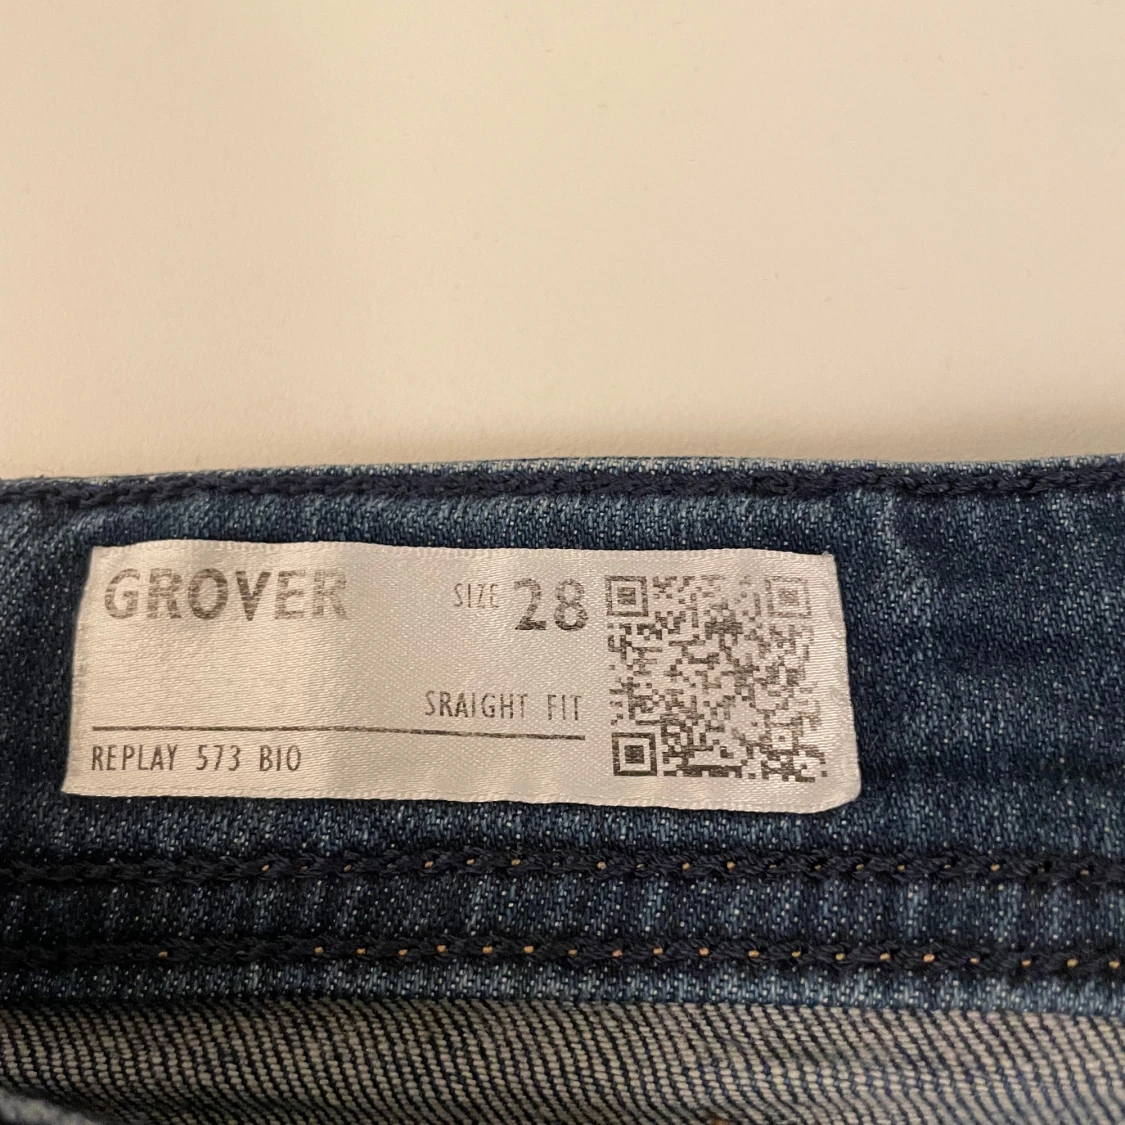 GROVER
SIZE 28
SRAIGHT FIT
REPLAY 573 BIO